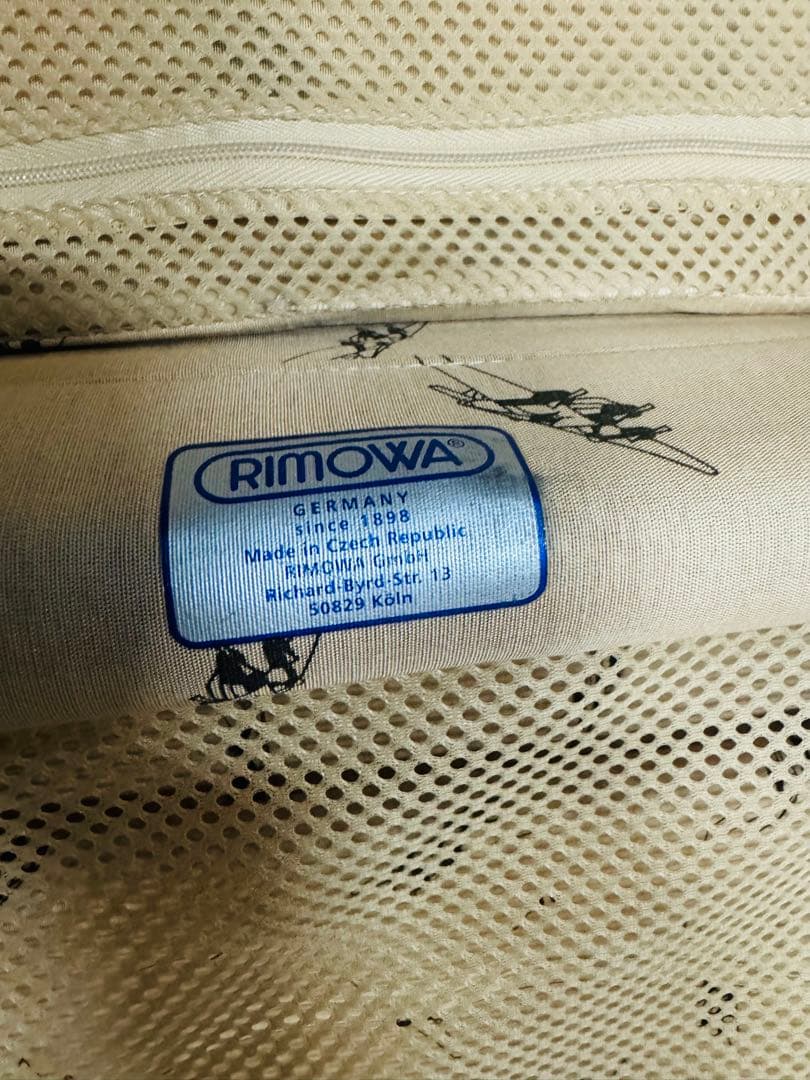 RIMOWA®
GERMANY
since 1898
Made in Czech Republic
RIMOWA GmbH
Richard-Byrd-Str. 13
50829 Köln